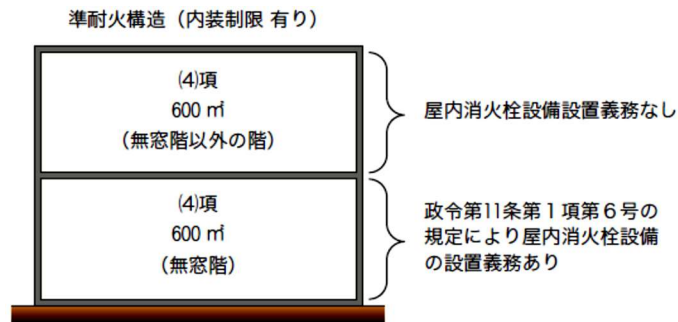 準耐火構造（内装制限 有り）
⑷項
600 ㎡
（無窓階以外の階）
屋内消火栓設備設置義務なし
⑷項
600 ㎡
（無窓階）
政令第11条第１項第６号の
規定により屋内消火栓設備
の設置義務あり